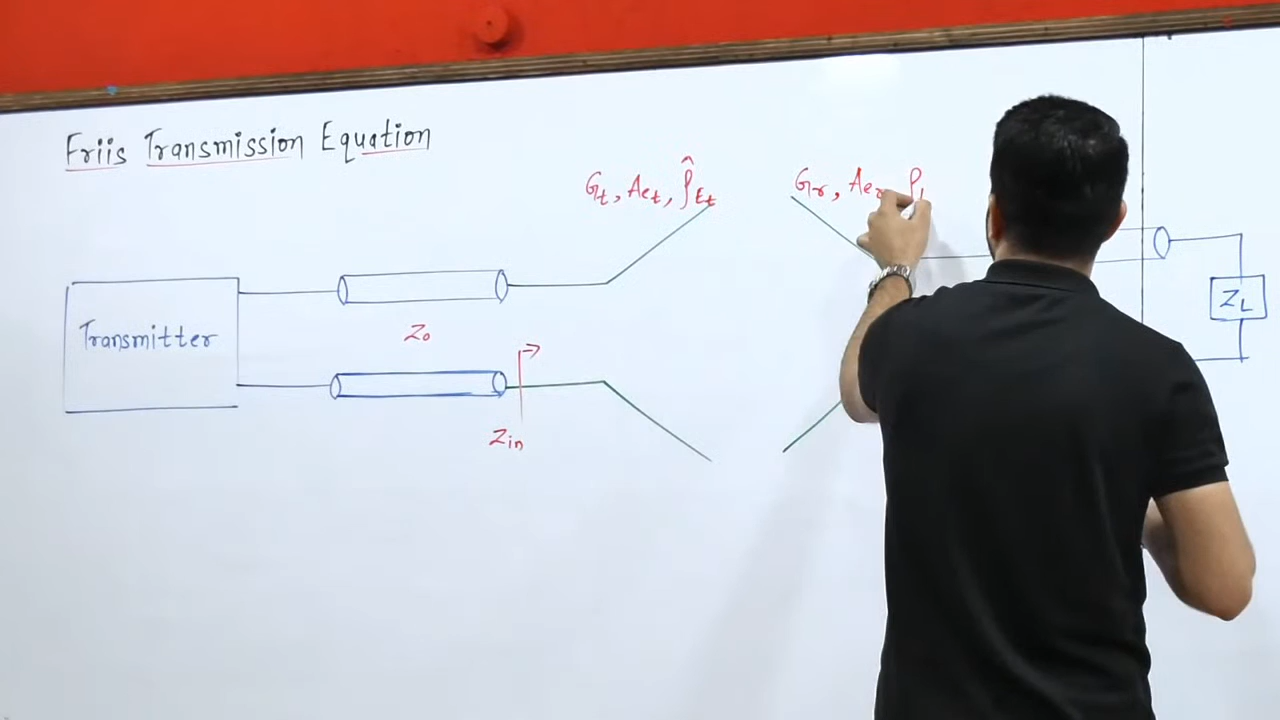 Friis Transmission Equation
Gt, Aet, ρ̂Et
Gr, Aer
Transmitter
Z0
Zin
ZL